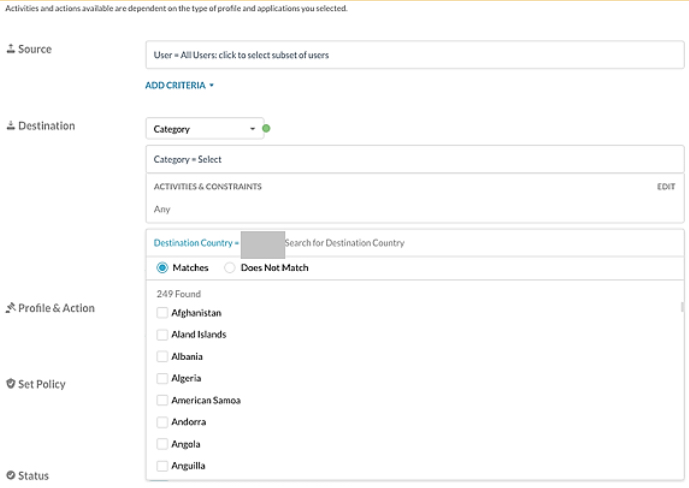 Activities and actions available are dependent on the type of profile and applications you selected.
Source
User = All Users: click to select subset of users
ADD CRITERIA
Destination
Category
Category = Select
ACTIVITIES & CONSTRAINTS EDIT
Any
Destination Country = Search for Destination Country
Matches Does Not Match
249 Found
Profile & Action
Afghanistan
Aland Islands
Albania
Algeria
Set Policy
American Samoa
Andorra
Angola
Anguilla
Status